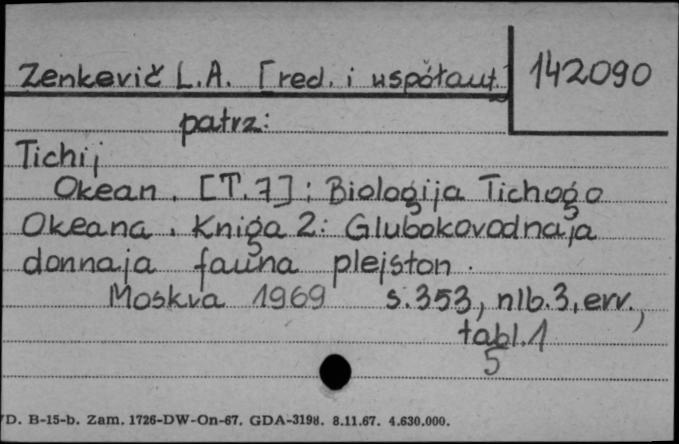 Zenkevič L.A. [red. i współaut.] 142090
patrz:
Tichij
Okean. [T.7]: Biologija Tichogo
Okeana. Kniga 2: Glubokovodnaja
donnaja fauna plejston.
Moskva 1969 s.353, nlb.3, err.,
tabl.1
5
D. B-15-b. Zam. 1726-DW-On-67. GDA-3198. 8.11.67. 4.630.000.